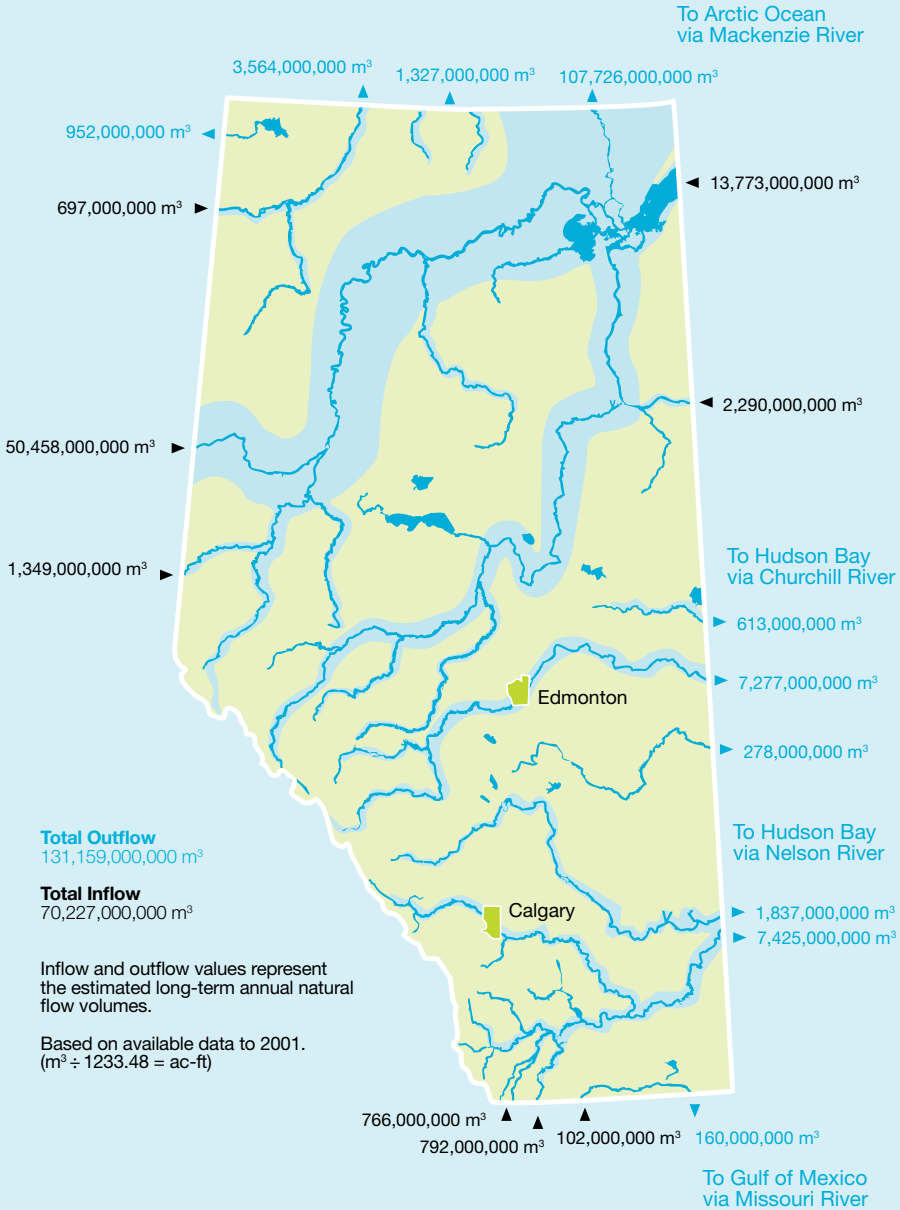 To Arctic Ocean
via Mackenzie River
3,564,000,000 m³
1,327,000,000 m³
107,726,000,000 m³
952,000,000 m³
697,000,000 m³
13,773,000,000 m³
2,290,000,000 m³
50,458,000,000 m³
1,349,000,000 m³
To Hudson Bay
via Churchill River
613,000,000 m³
7,277,000,000 m³
Edmonton
278,000,000 m³
To Hudson Bay
via Nelson River
Total Outflow
131,159,000,000 m³
Total Inflow
70,227,000,000 m³
Calgary
1,837,000,000 m³
7,425,000,000 m³
Inflow and outflow values represent
the estimated long-term annual natural
flow volumes.
Based on available data to 2001.
(m³ ÷ 1233.48 = ac-ft)
766,000,000 m³
792,000,000 m³
102,000,000 m³
160,000,000 m³
To Gulf of Mexico
via Missouri River